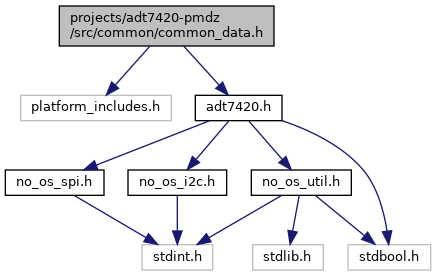 projects/adt7420-pmdz
/src/common/common_data.h
platform_includes.h
adt7420.h
no_os_spi.h
no_os_i2c.h
no_os_util.h
stdint.h
stdlib.h
stdbool.h